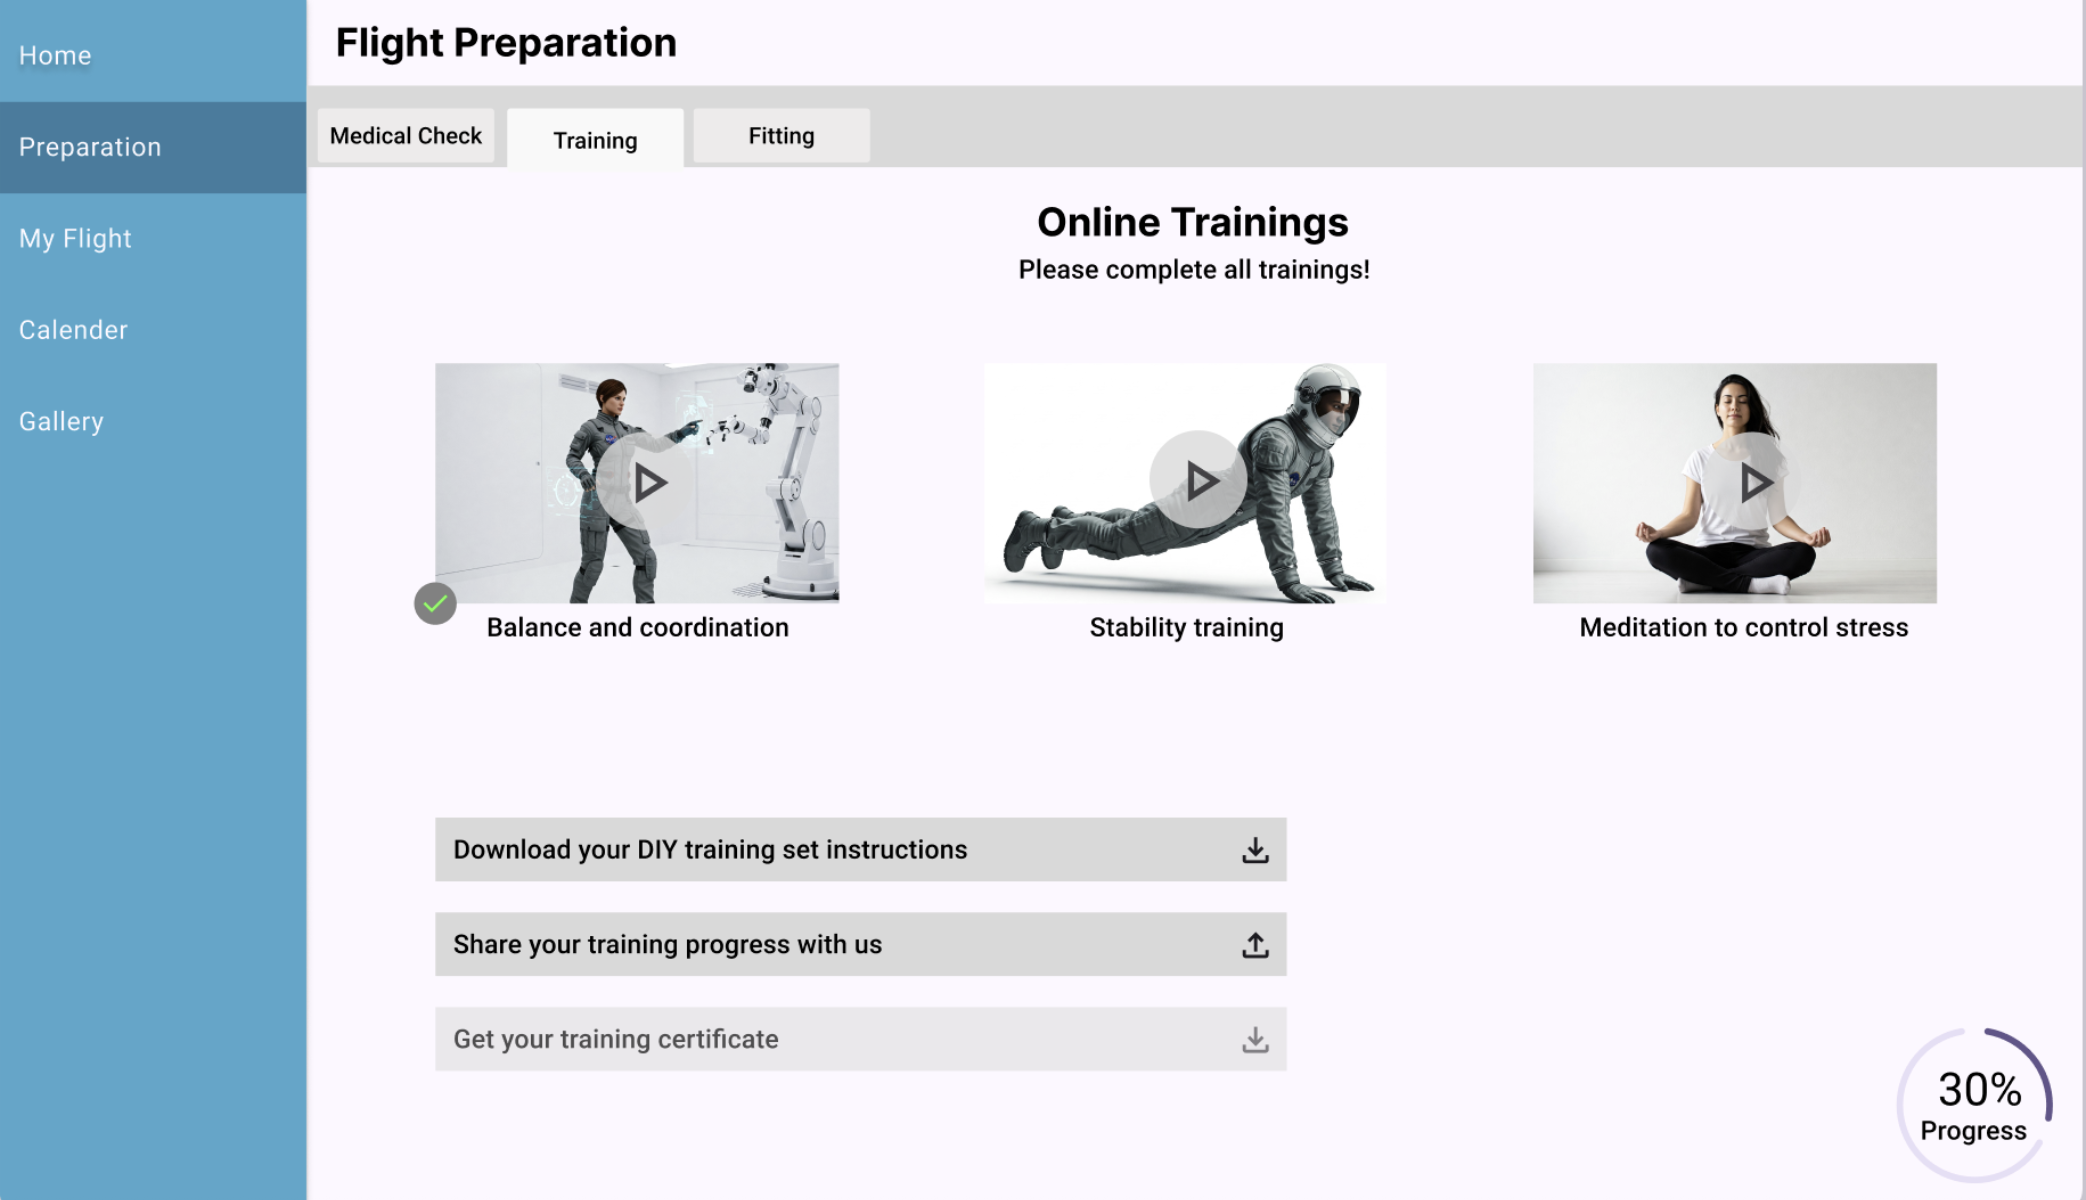 Home
Preparation
My Flight
Calender
Gallery
Flight Preparation
Medical Check
Training
Fitting
Online Trainings
Please complete all trainings!
Balance and coordination
Stability training
Meditation to control stress
Download your DIY training set instructions
Share your training progress with us
Get your training certificate
30%
Progress